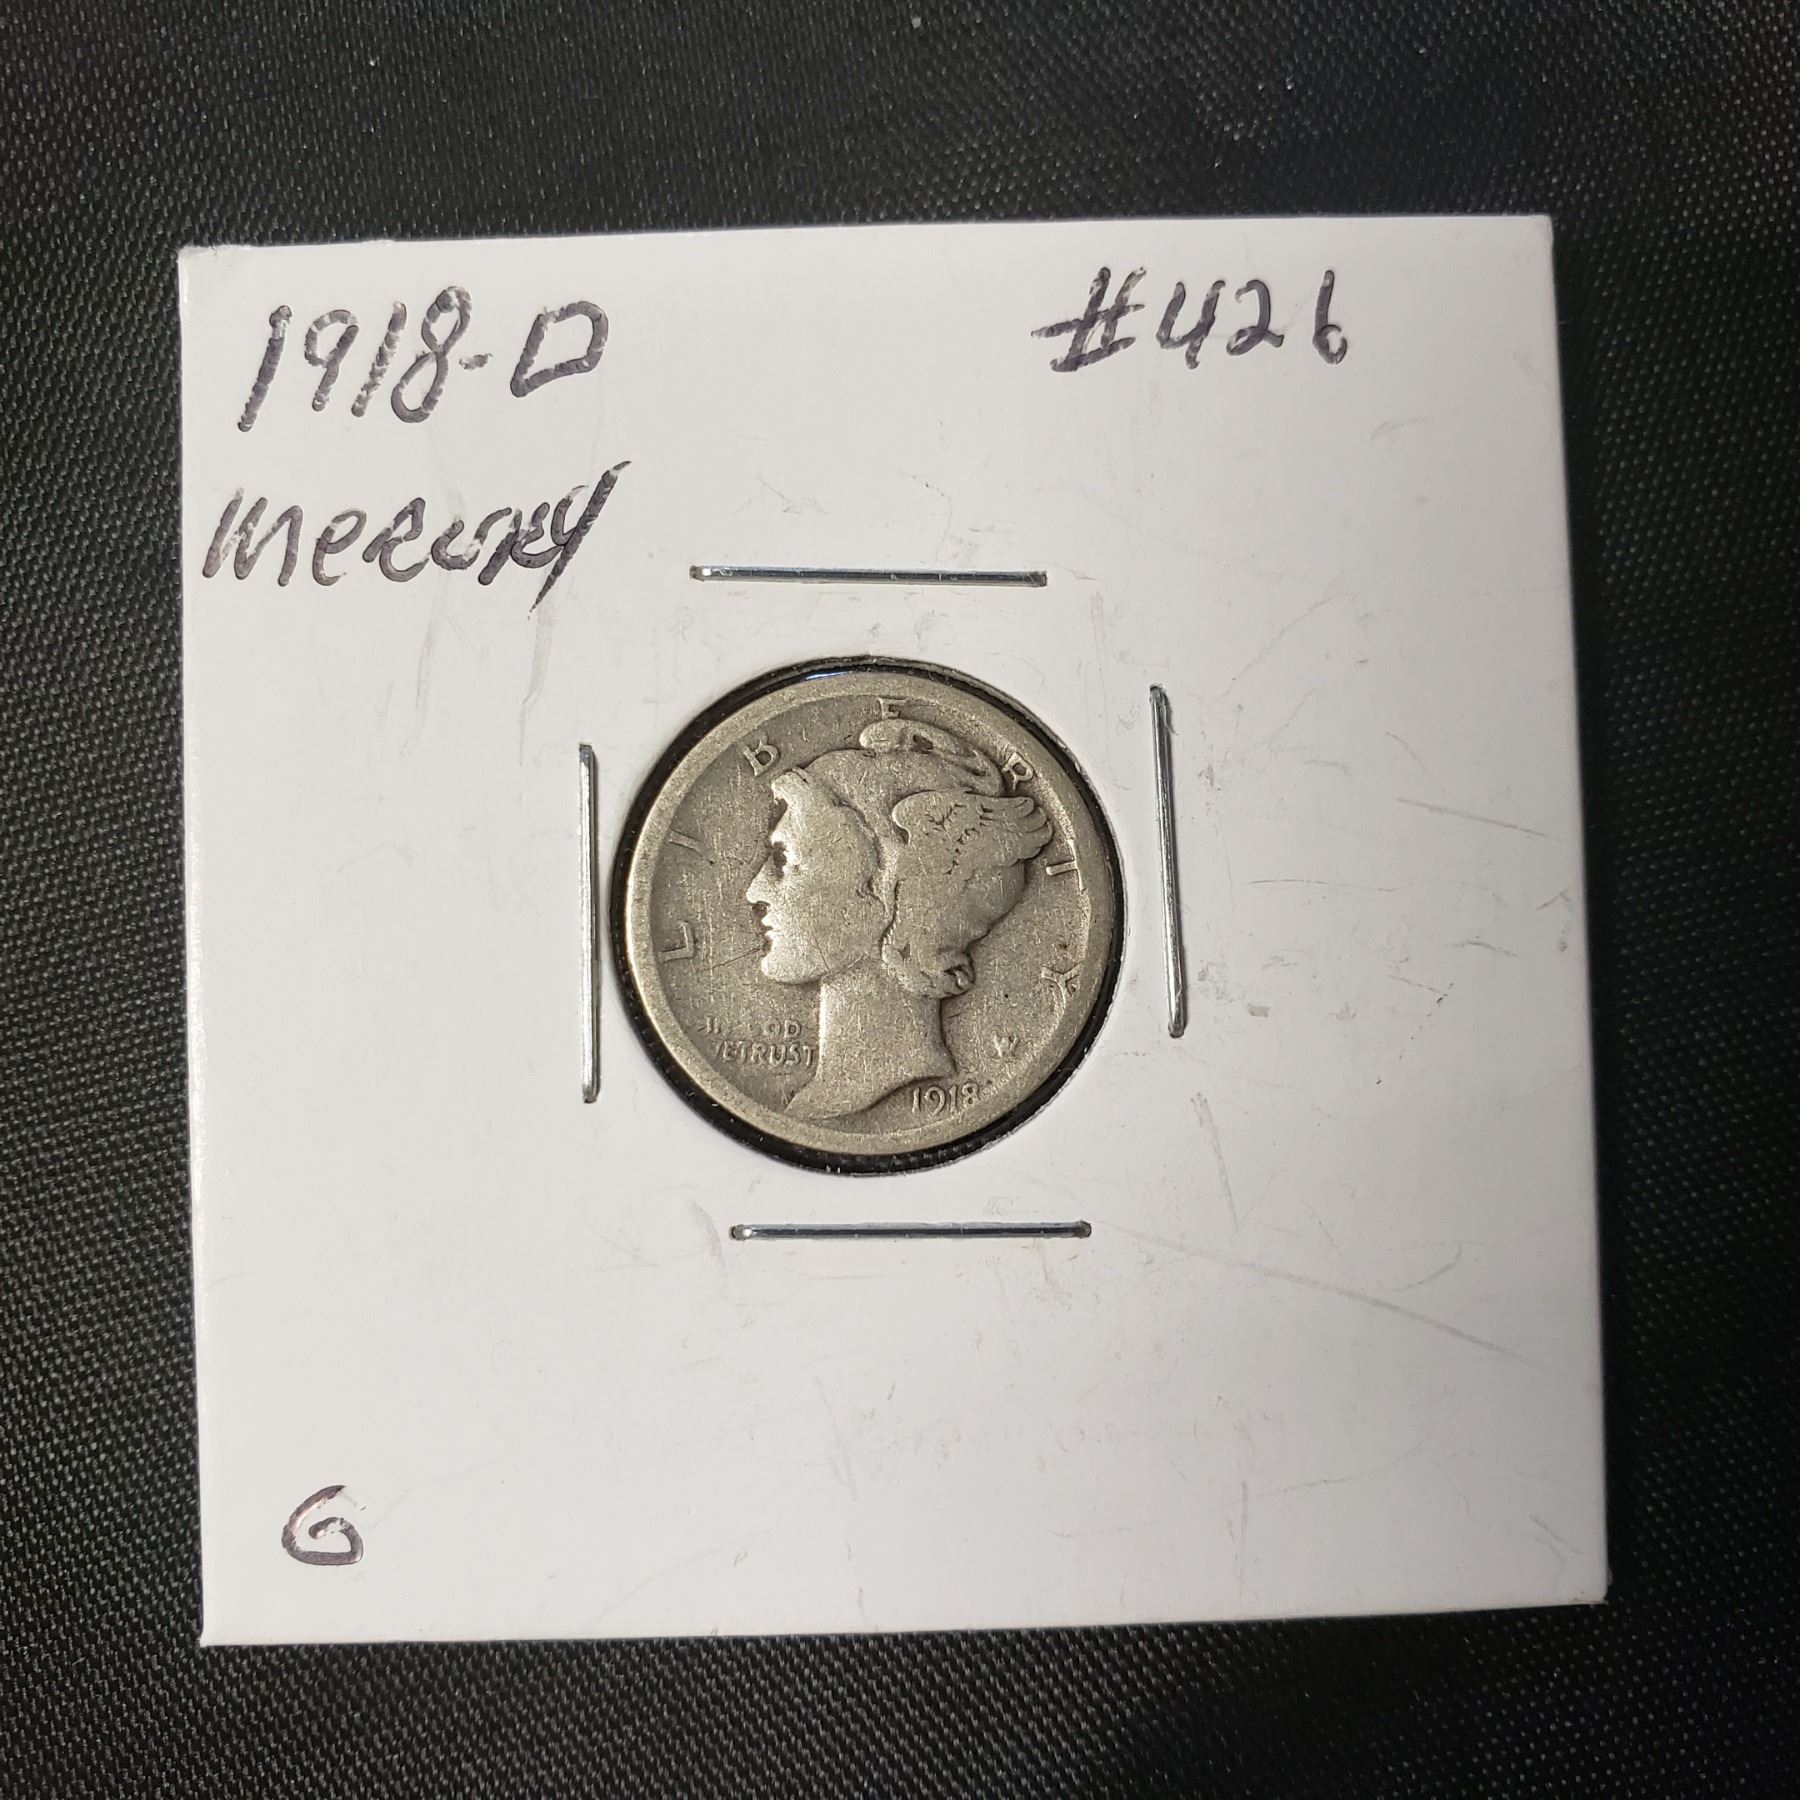 1918-D #426
Mercury
LIBERTY
IN GOD
WE TRUST
W
1918
G